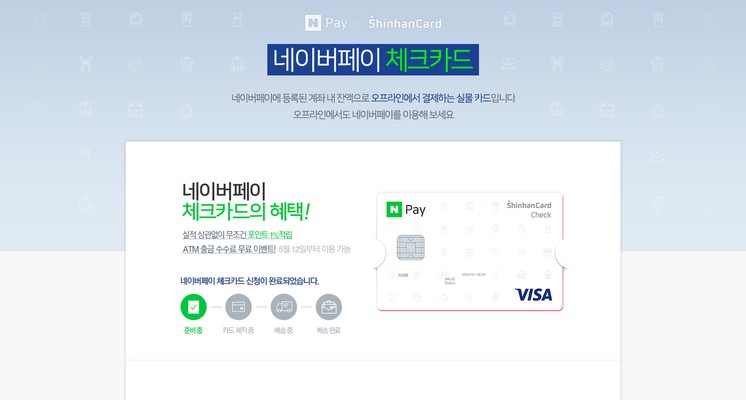 N Pay × ShinhanCard
네이버페이 체크카드
네이버페이에 등록된 계좌 내 잔액으로 오프라인에서 결제하는 실물 카드입니다
오프라인에서도 네이버페이를 이용해 보세요
네이버페이
체크카드의 혜택!
실적 상관없이 무조건 포인트 1% 적립
ATM 출금 수수료 무료 이벤트! 5월 12일부터 이용 가능
네이버페이 체크카드 신청이 완료되었습니다.
준비 중
카드 제작 중
배송 중
배송 완료
N Pay
ShinhanCard
Check
VISA